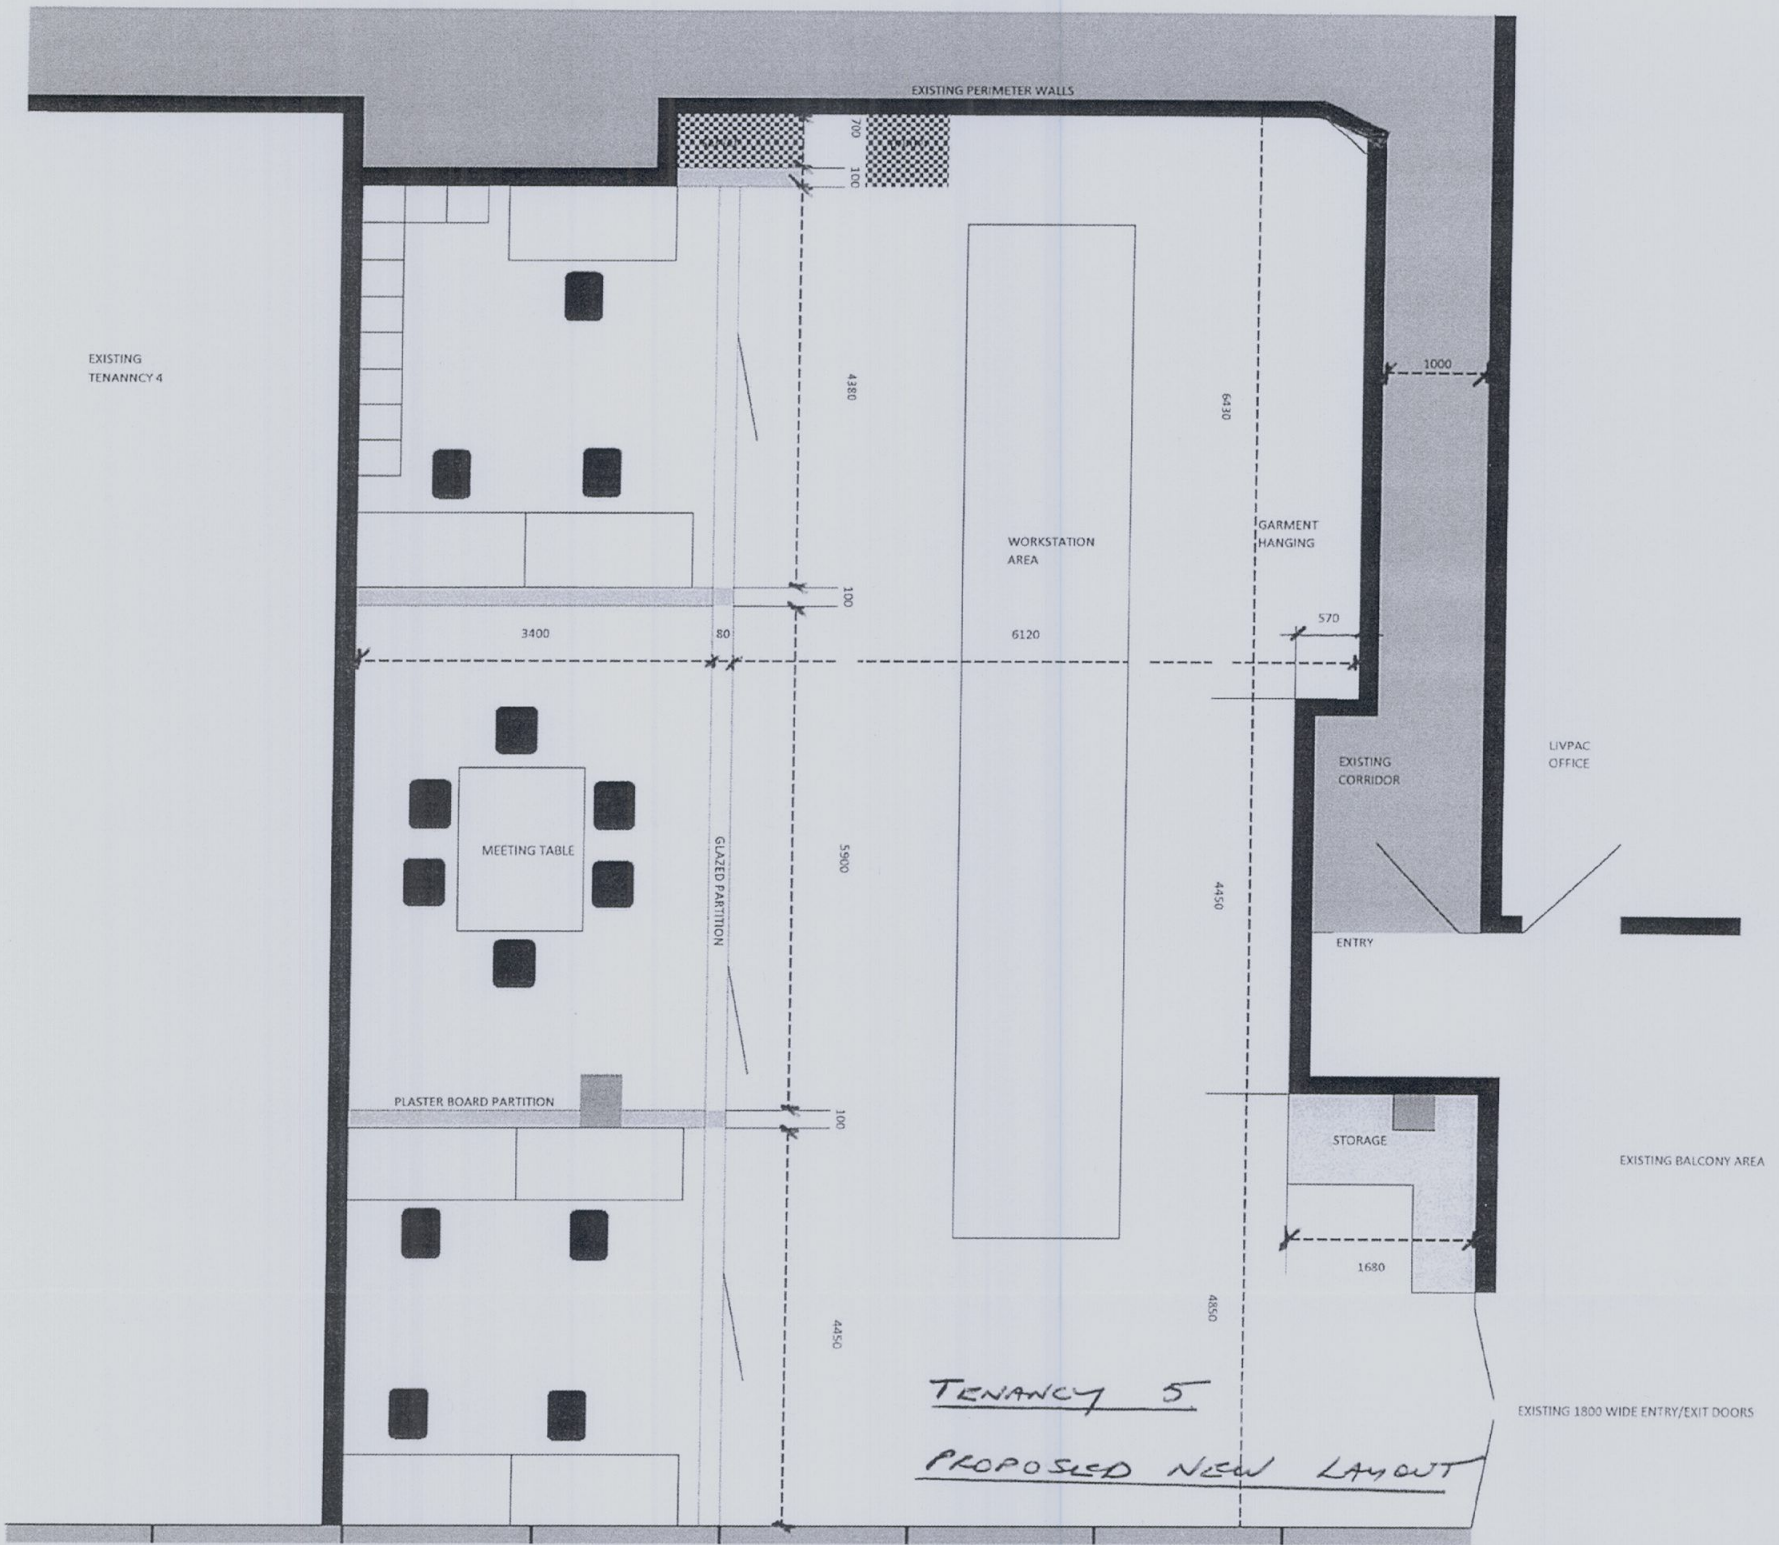 EXISTING PERIMETER WALLS
700
100
EXISTING
TENANNCY 4
1000
4380
6430
GARMENT
HANGING
WORKSTATION
AREA
100
570
3400
80
6120
LIVPAC
OFFICE
EXISTING
CORRIDOR
MEETING TABLE
GLAZED PARTITION
5900
4450
ENTRY
PLASTER BOARD PARTITION
100
STORAGE
EXISTING BALCONY AREA
1680
4850
4450
TENANCY 5
EXISTING 1800 WIDE ENTRY/EXIT DOORS
PROPOSED NEW LAYOUT